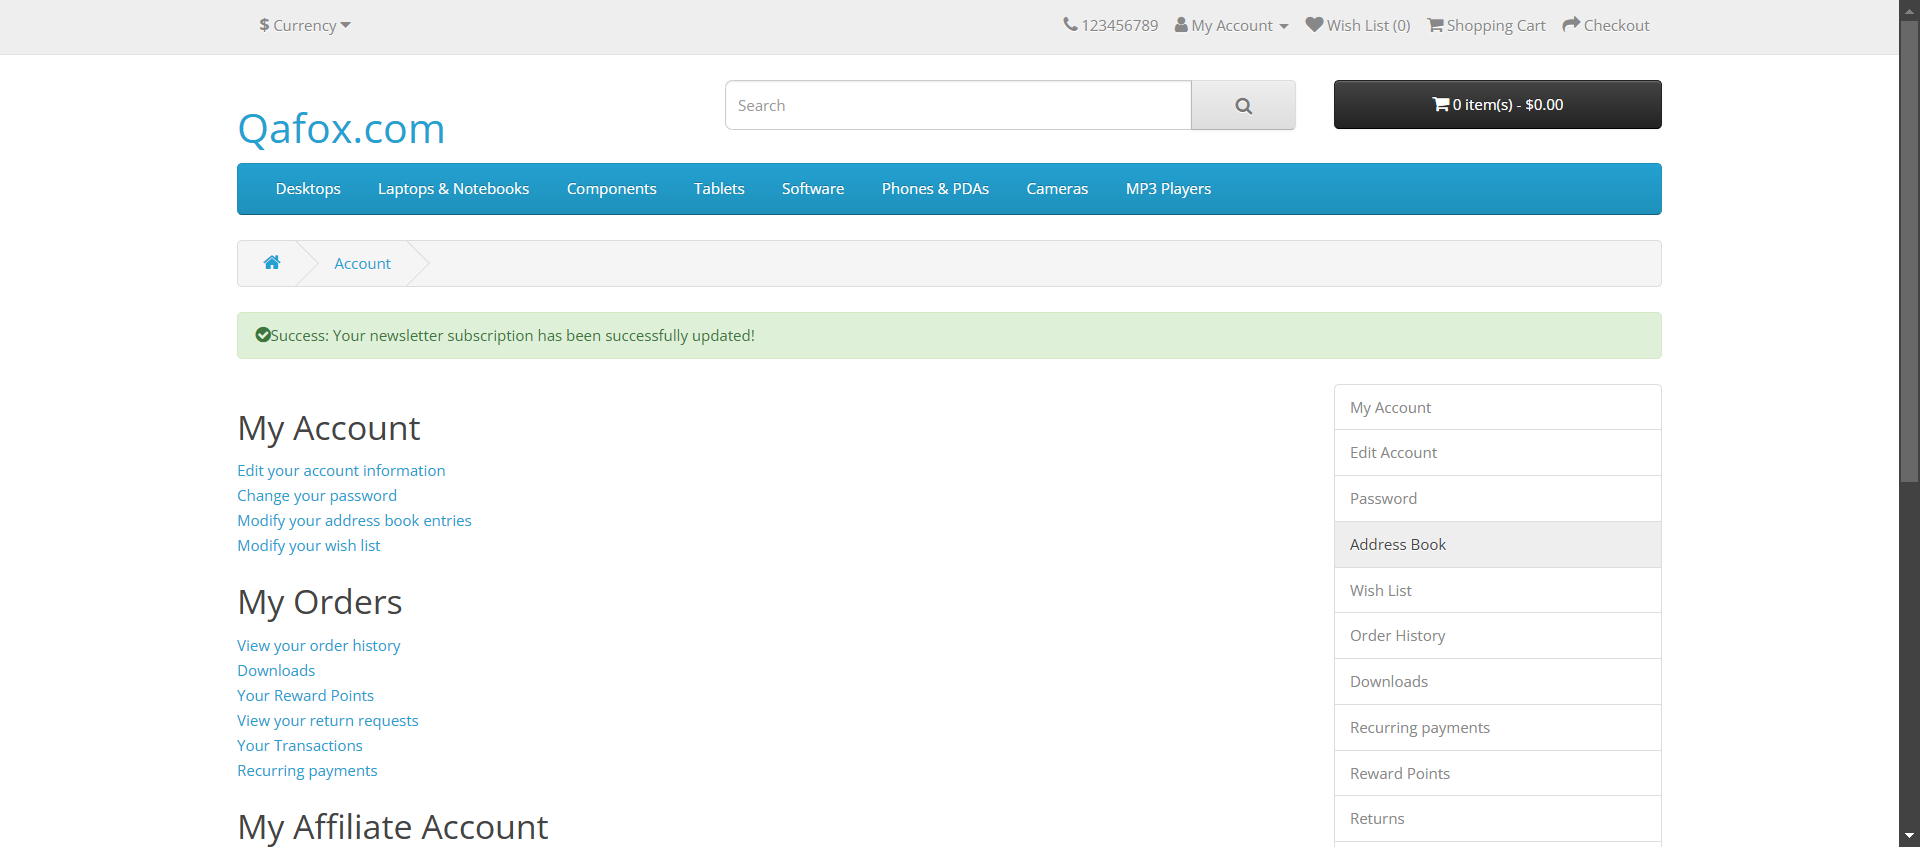 $ Currency
123456789 My Account Wish List (0) Shopping Cart Checkout
Qafox.com
Search
0 item(s) - $0.00
Desktops Laptops & Notebooks Components Tablets Software Phones & PDAs Cameras MP3 Players
Account
Success: Your newsletter subscription has been successfully updated!
My Account
Edit your account information
Change your password
Modify your address book entries
Modify your wish list
My Orders
View your order history
Downloads
Your Reward Points
View your return requests
Your Transactions
Recurring payments
My Affiliate Account
My Account
Edit Account
Password
Address Book
Wish List
Order History
Downloads
Recurring payments
Reward Points
Returns